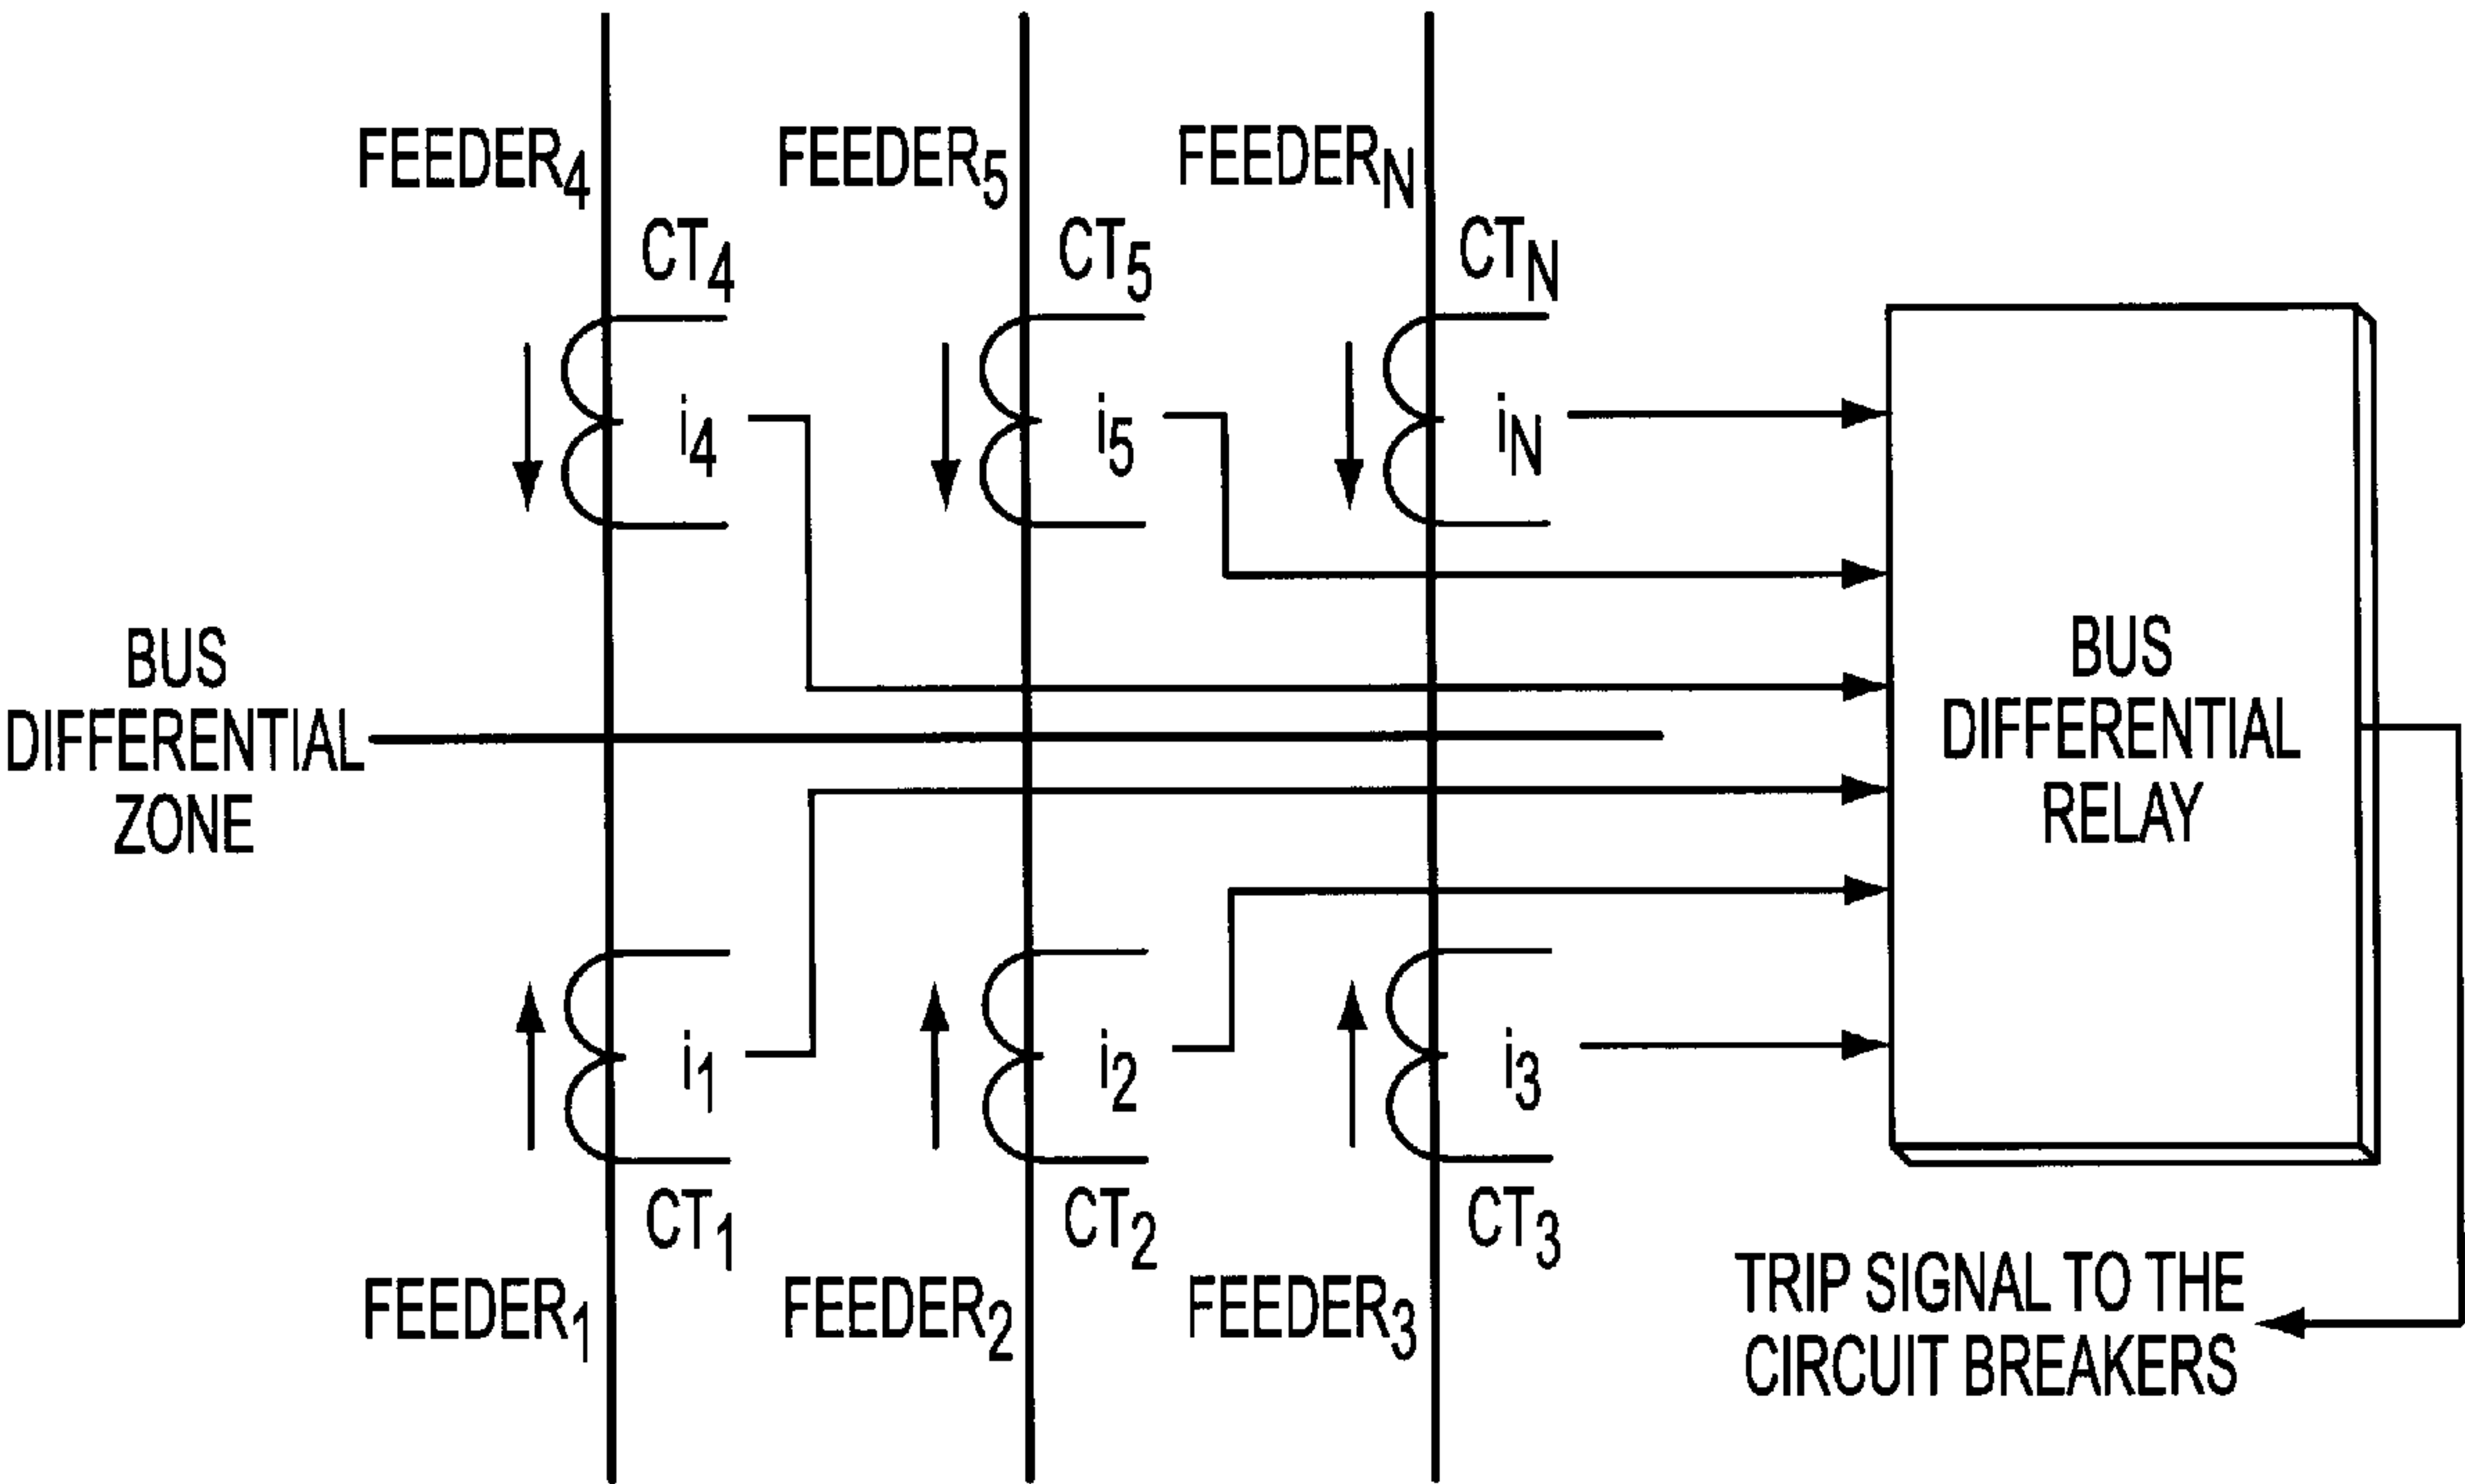 FEEDER4
FEEDER5
FEEDERN
CT4
CT5
CTN
i4
i5
iN
BUS
DIFFERENTIAL
ZONE
BUS
DIFFERENTIAL
RELAY
i1
i2
i3
CT1
CT2
CT3
FEEDER1
FEEDER2
FEEDER3
TRIP SIGNAL TO THE
CIRCUIT BREAKERS